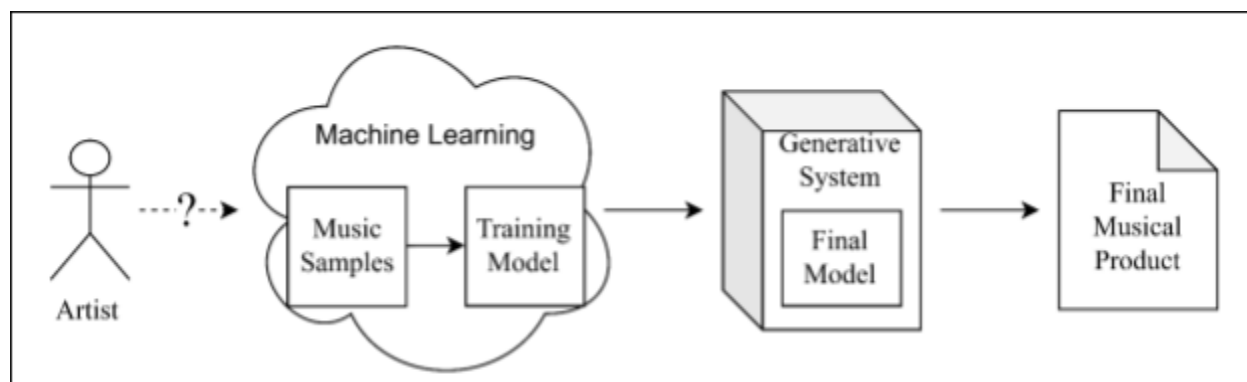 Machine Learning
?
Artist
Music
Samples
Training
Model
Generative
System
Final
Model
Final
Musical
Product